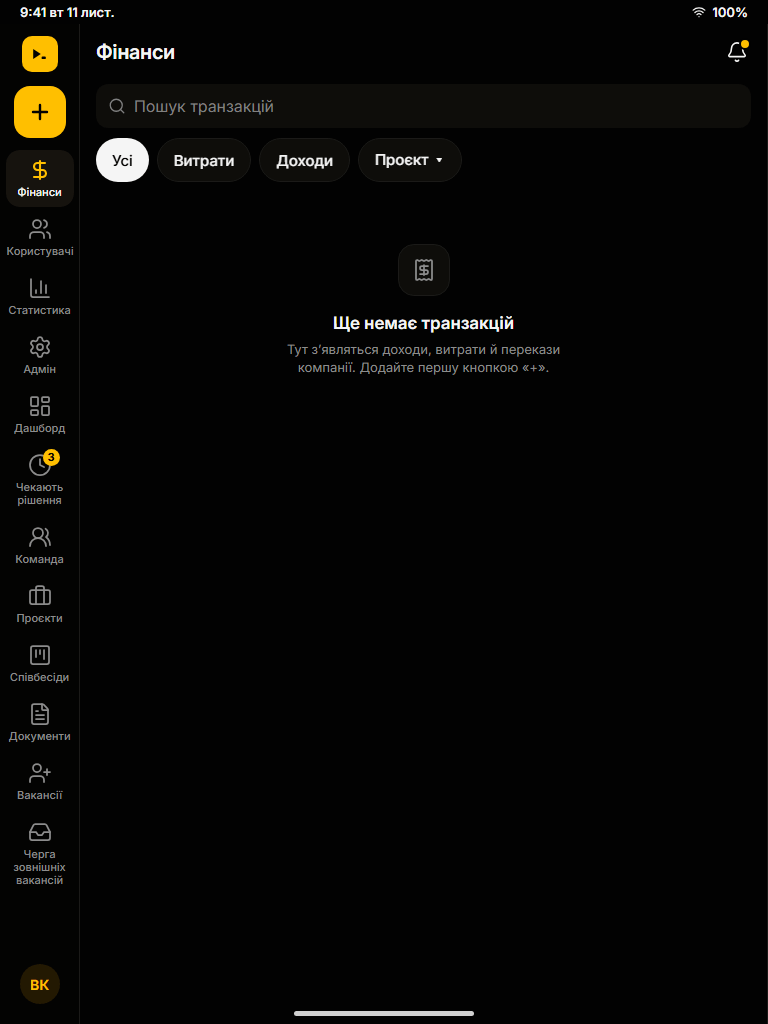 9:41 вт 11 лист.
100%
Фінанси
Пошук транзакцій
Усі
Витрати
Доходи
Проєкт
Фінанси
Користувачі
Статистика
Адмін
Дашборд
3
Чекають
рішення
Команда
Проєкти
Співбесіди
Документи
Вакансії
Черга
зовнішніх
вакансій
ВК
Ще немає транзакцій
Тут зʼявляться доходи, витрати й перекази
компанії. Додайте першу кнопкою «+».